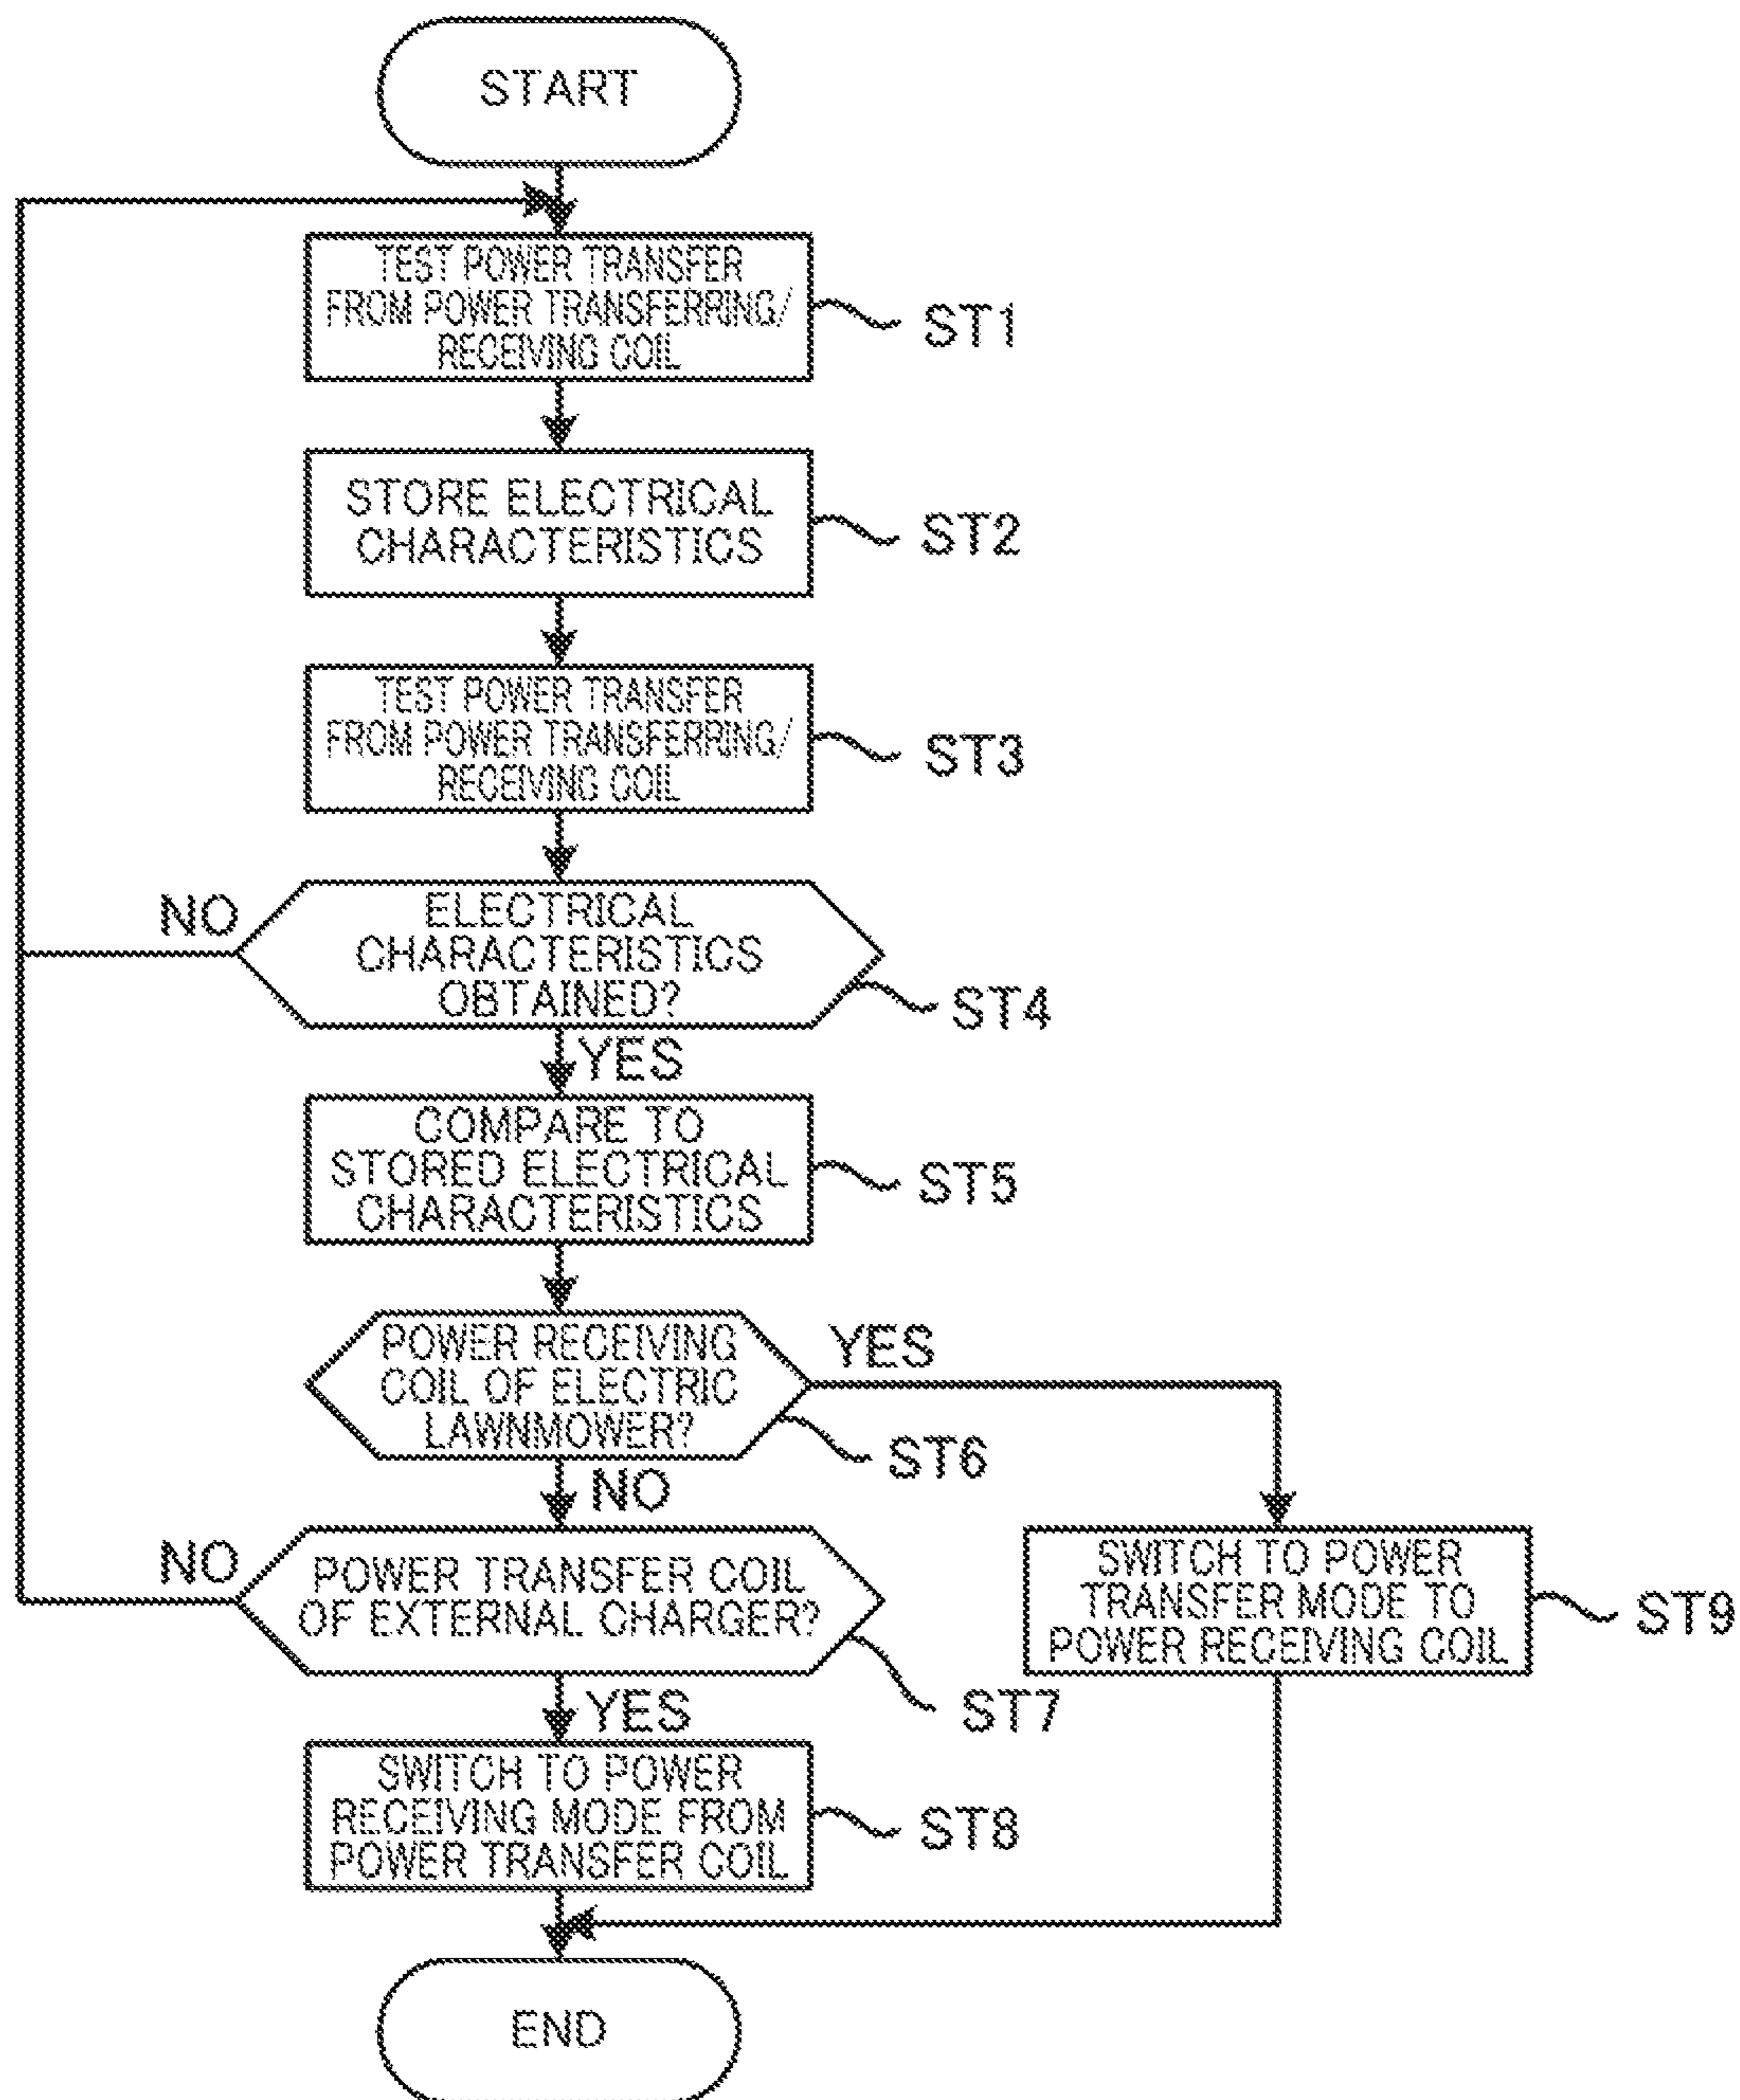 START
TEST POWER TRANSFER
FROM POWER TRANSFERRING/
RECEIVING COIL
ST1
STORE ELECTRICAL
CHARACTERISTICS
ST2
TEST POWER TRANSFER
FROM POWER TRANSFERRING/
RECEIVING COIL
ST3
NO
ELECTRICAL
CHARACTERISTICS
OBTAINED?
ST4
YES
COMPARE TO
STORED ELECTRICAL
CHARACTERISTICS
ST5
POWER RECEIVING
COIL OF ELECTRIC
LAWNMOWER?
YES
ST6
NO
NO
POWER TRANSFER COIL
OF EXTERNAL CHARGER?
ST7
SWITCH TO POWER
TRANSFER MODE TO
POWER RECEIVING COIL
ST9
YES
SWITCH TO POWER
RECEIVING MODE FROM
POWER TRANSFER COIL
ST8
END